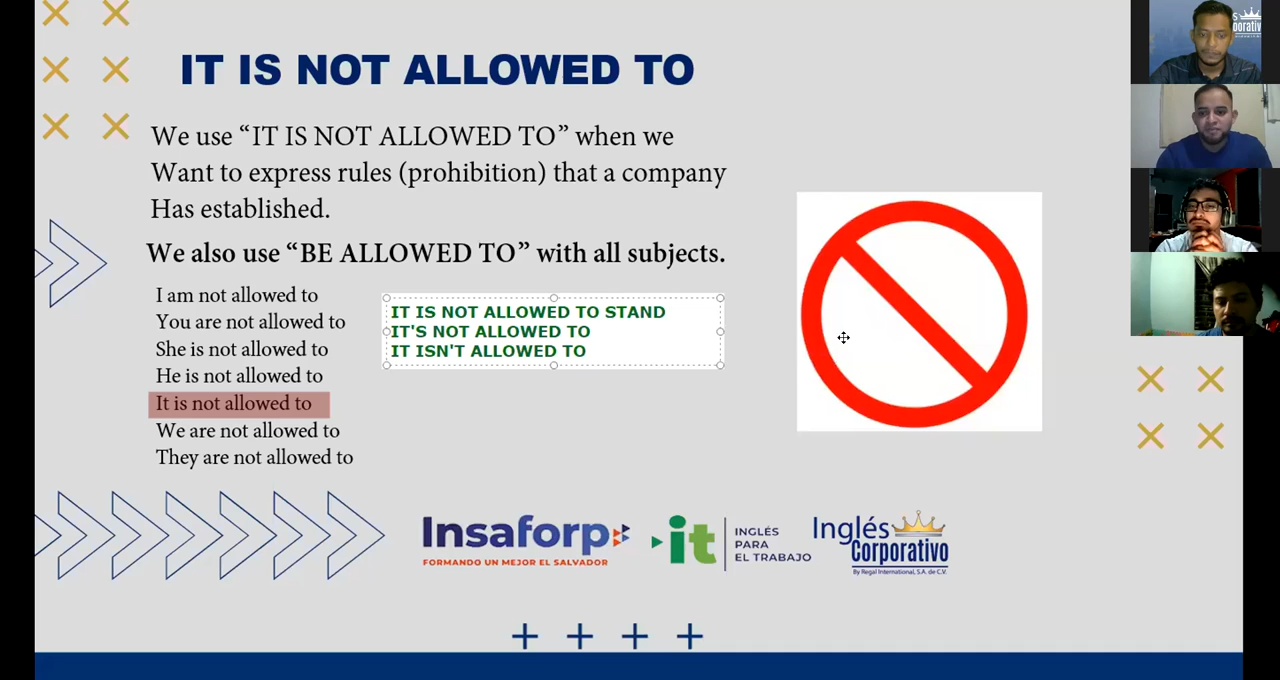 IT IS NOT ALLOWED TO
We use “IT IS NOT ALLOWED TO” when we
Want to express rules (prohibition) that a company
Has established.
We also use “BE ALLOWED TO” with all subjects.
I am not allowed to
You are not allowed to
She is not allowed to
He is not allowed to
It is not allowed to
We are not allowed to
They are not allowed to
IT IS NOT ALLOWED TO STAND
IT'S NOT ALLOWED TO
IT ISN'T ALLOWED TO
Insaforp
FORMANDO UN MEJOR EL SALVADOR
it
INGLÉS
PARA
EL TRABAJO
Inglés
Corporativo
By Regal International, S.A. de C.V.